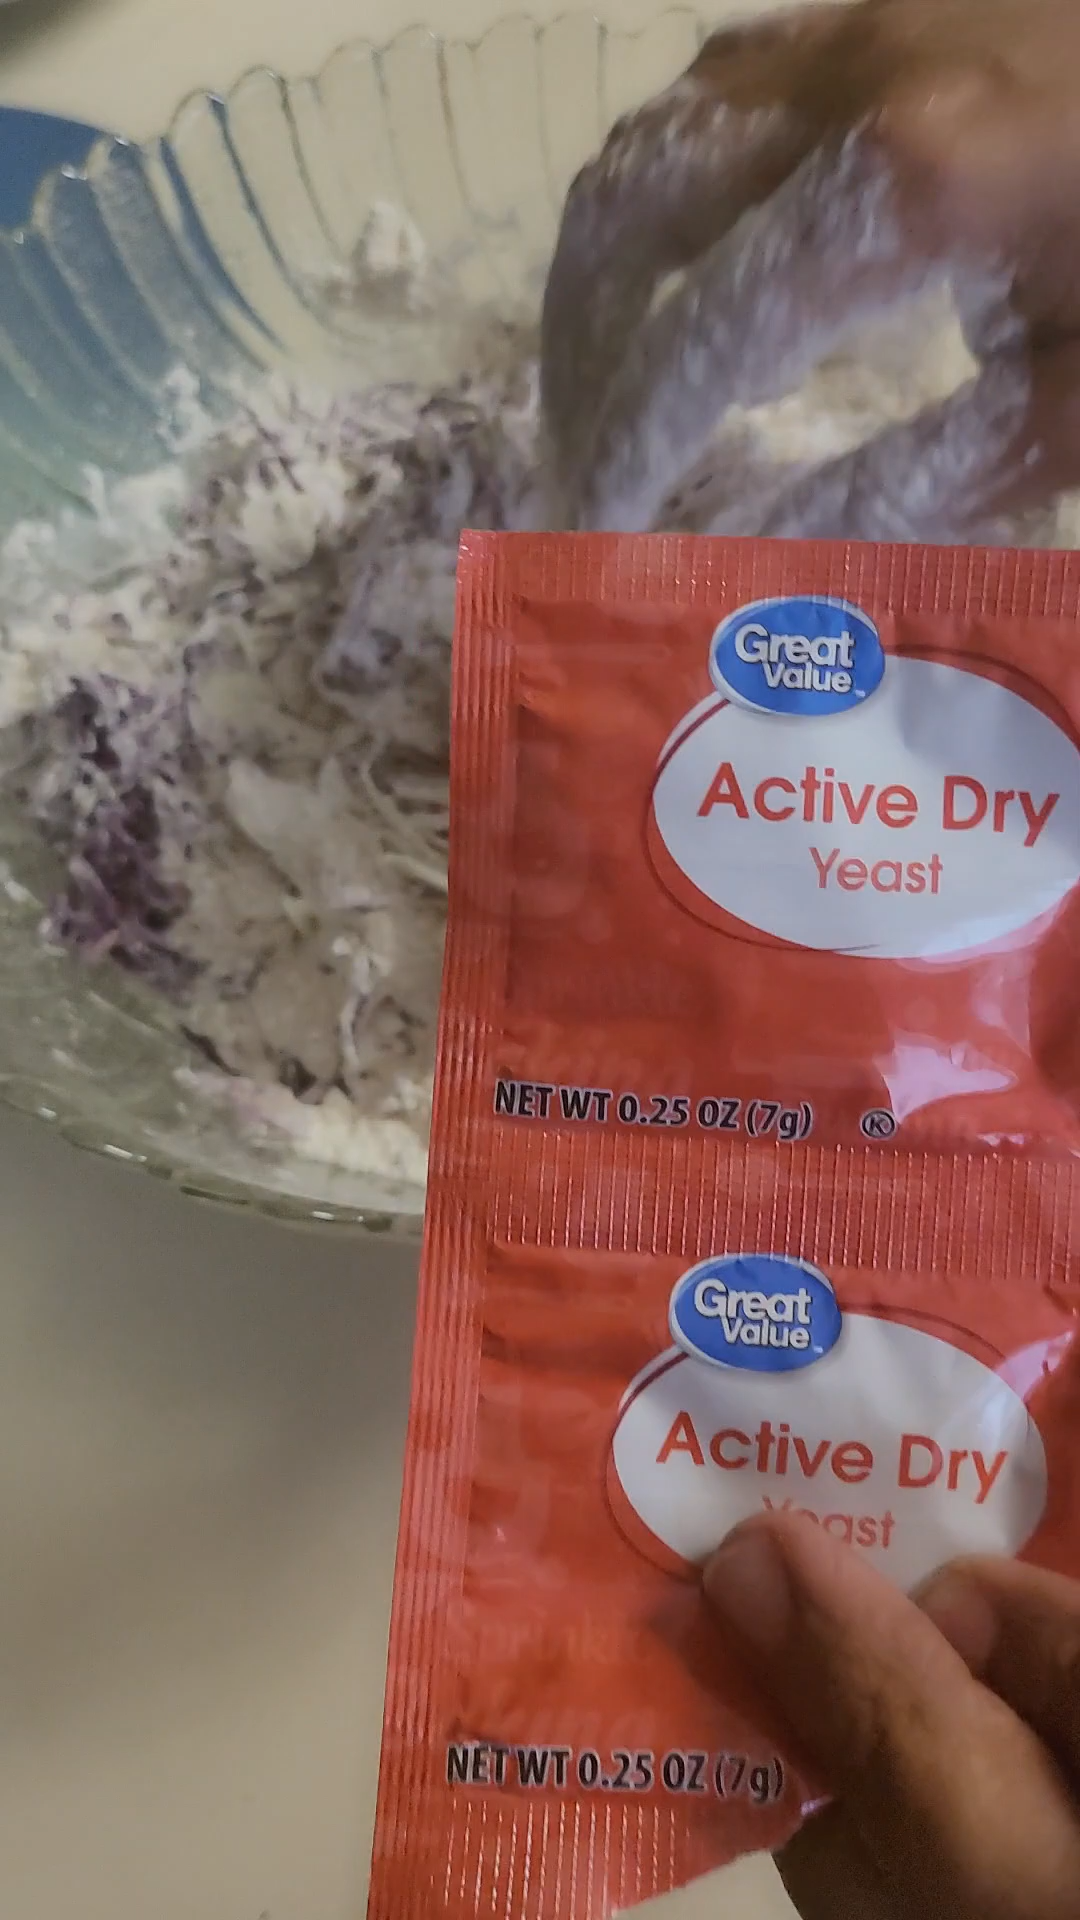 Great
Value
Active Dry
Yeast
NET WT 0.25 OZ (7g) K
Great
Value
Active Dry
Yeast
NET WT 0.25 OZ (7g)